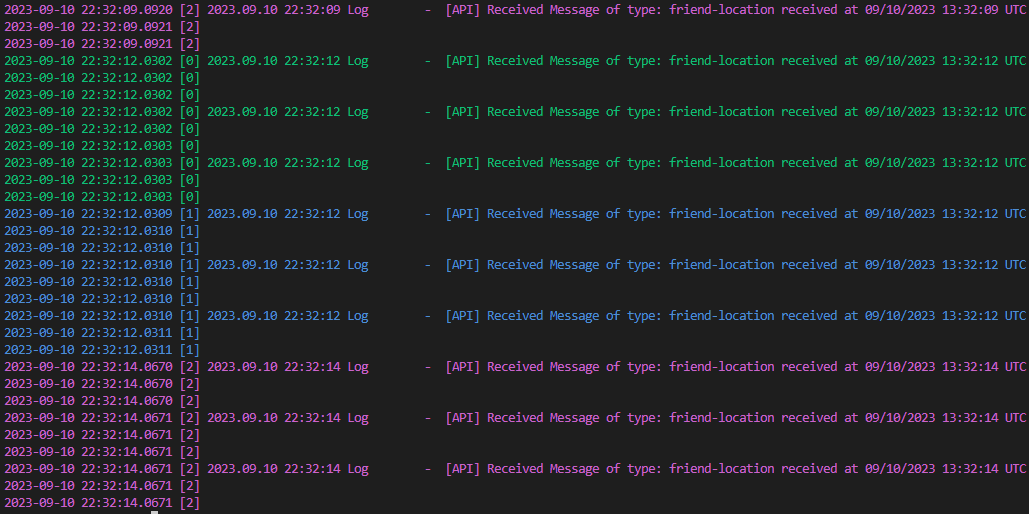 2023-09-10 22:32:09.0920 [2] 2023.09.10 22:32:09 Log        -  [API] Received Message of type: friend-location received at 09/10/2023 13:32:09 UTC
2023-09-10 22:32:09.0921 [2]
2023-09-10 22:32:09.0921 [2]
2023-09-10 22:32:12.0302 [0] 2023.09.10 22:32:12 Log        -  [API] Received Message of type: friend-location received at 09/10/2023 13:32:12 UTC
2023-09-10 22:32:12.0302 [0]
2023-09-10 22:32:12.0302 [0]
2023-09-10 22:32:12.0302 [0] 2023.09.10 22:32:12 Log        -  [API] Received Message of type: friend-location received at 09/10/2023 13:32:12 UTC
2023-09-10 22:32:12.0302 [0]
2023-09-10 22:32:12.0303 [0]
2023-09-10 22:32:12.0303 [0] 2023.09.10 22:32:12 Log        -  [API] Received Message of type: friend-location received at 09/10/2023 13:32:12 UTC
2023-09-10 22:32:12.0303 [0]
2023-09-10 22:32:12.0303 [0]
2023-09-10 22:32:12.0309 [1] 2023.09.10 22:32:12 Log        -  [API] Received Message of type: friend-location received at 09/10/2023 13:32:12 UTC
2023-09-10 22:32:12.0310 [1]
2023-09-10 22:32:12.0310 [1]
2023-09-10 22:32:12.0310 [1] 2023.09.10 22:32:12 Log        -  [API] Received Message of type: friend-location received at 09/10/2023 13:32:12 UTC
2023-09-10 22:32:12.0310 [1]
2023-09-10 22:32:12.0310 [1]
2023-09-10 22:32:12.0310 [1] 2023.09.10 22:32:12 Log        -  [API] Received Message of type: friend-location received at 09/10/2023 13:32:12 UTC
2023-09-10 22:32:12.0311 [1]
2023-09-10 22:32:12.0311 [1]
2023-09-10 22:32:14.0670 [2] 2023.09.10 22:32:14 Log        -  [API] Received Message of type: friend-location received at 09/10/2023 13:32:14 UTC
2023-09-10 22:32:14.0670 [2]
2023-09-10 22:32:14.0670 [2]
2023-09-10 22:32:14.0671 [2] 2023.09.10 22:32:14 Log        -  [API] Received Message of type: friend-location received at 09/10/2023 13:32:14 UTC
2023-09-10 22:32:14.0671 [2]
2023-09-10 22:32:14.0671 [2]
2023-09-10 22:32:14.0671 [2] 2023.09.10 22:32:14 Log        -  [API] Received Message of type: friend-location received at 09/10/2023 13:32:14 UTC
2023-09-10 22:32:14.0671 [2]
2023-09-10 22:32:14.0671 [2]